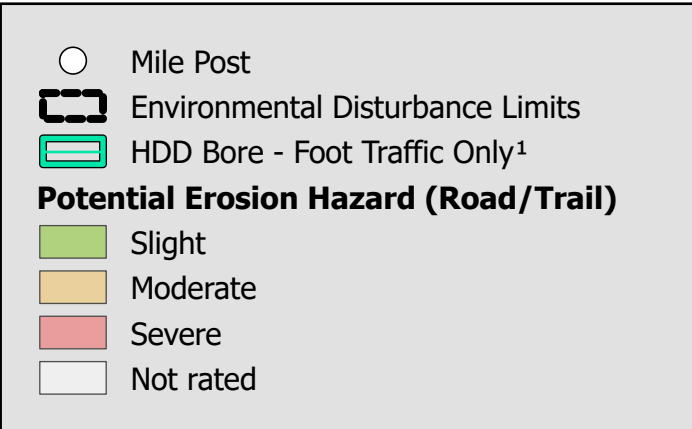 Mile Post
Environmental Disturbance Limits
HDD Bore - Foot Traffic Only¹
Potential Erosion Hazard (Road/Trail)
Slight
Moderate
Severe
Not rated